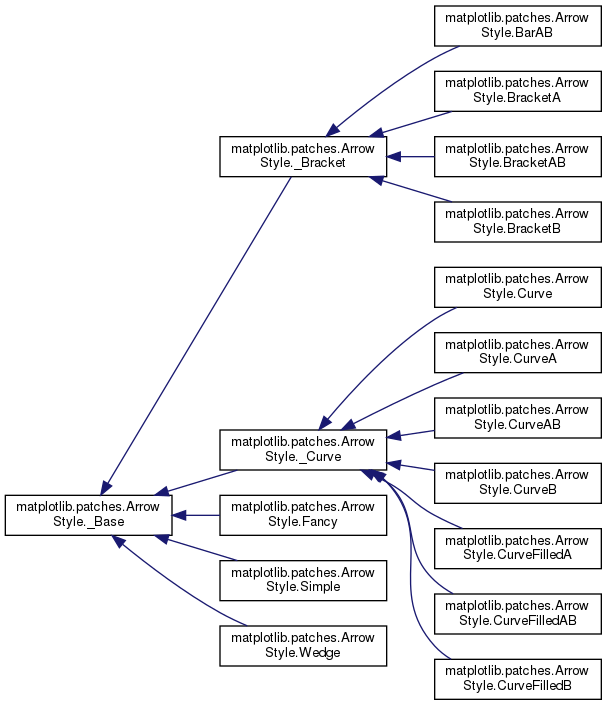 matplotlib.patches.Arrow
Style.BarAB
matplotlib.patches.Arrow
Style.BracketA
matplotlib.patches.Arrow
Style._Bracket
matplotlib.patches.Arrow
Style.BracketAB
matplotlib.patches.Arrow
Style.BracketB
matplotlib.patches.Arrow
Style.Curve
matplotlib.patches.Arrow
Style.CurveA
matplotlib.patches.Arrow
Style.CurveAB
matplotlib.patches.Arrow
Style._Curve
matplotlib.patches.Arrow
Style.CurveB
matplotlib.patches.Arrow
Style._Base
matplotlib.patches.Arrow
Style.Fancy
matplotlib.patches.Arrow
Style.CurveFilledA
matplotlib.patches.Arrow
Style.Simple
matplotlib.patches.Arrow
Style.CurveFilledAB
matplotlib.patches.Arrow
Style.Wedge
matplotlib.patches.Arrow
Style.CurveFilledB